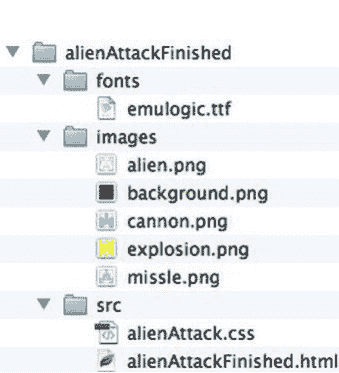 alienAttackFinished
fonts
emulogic.ttf
images
alien.png
background.png
cannon.png
explosion.png
missle.png
src
alienAttack.css
alienAttackFinished.html